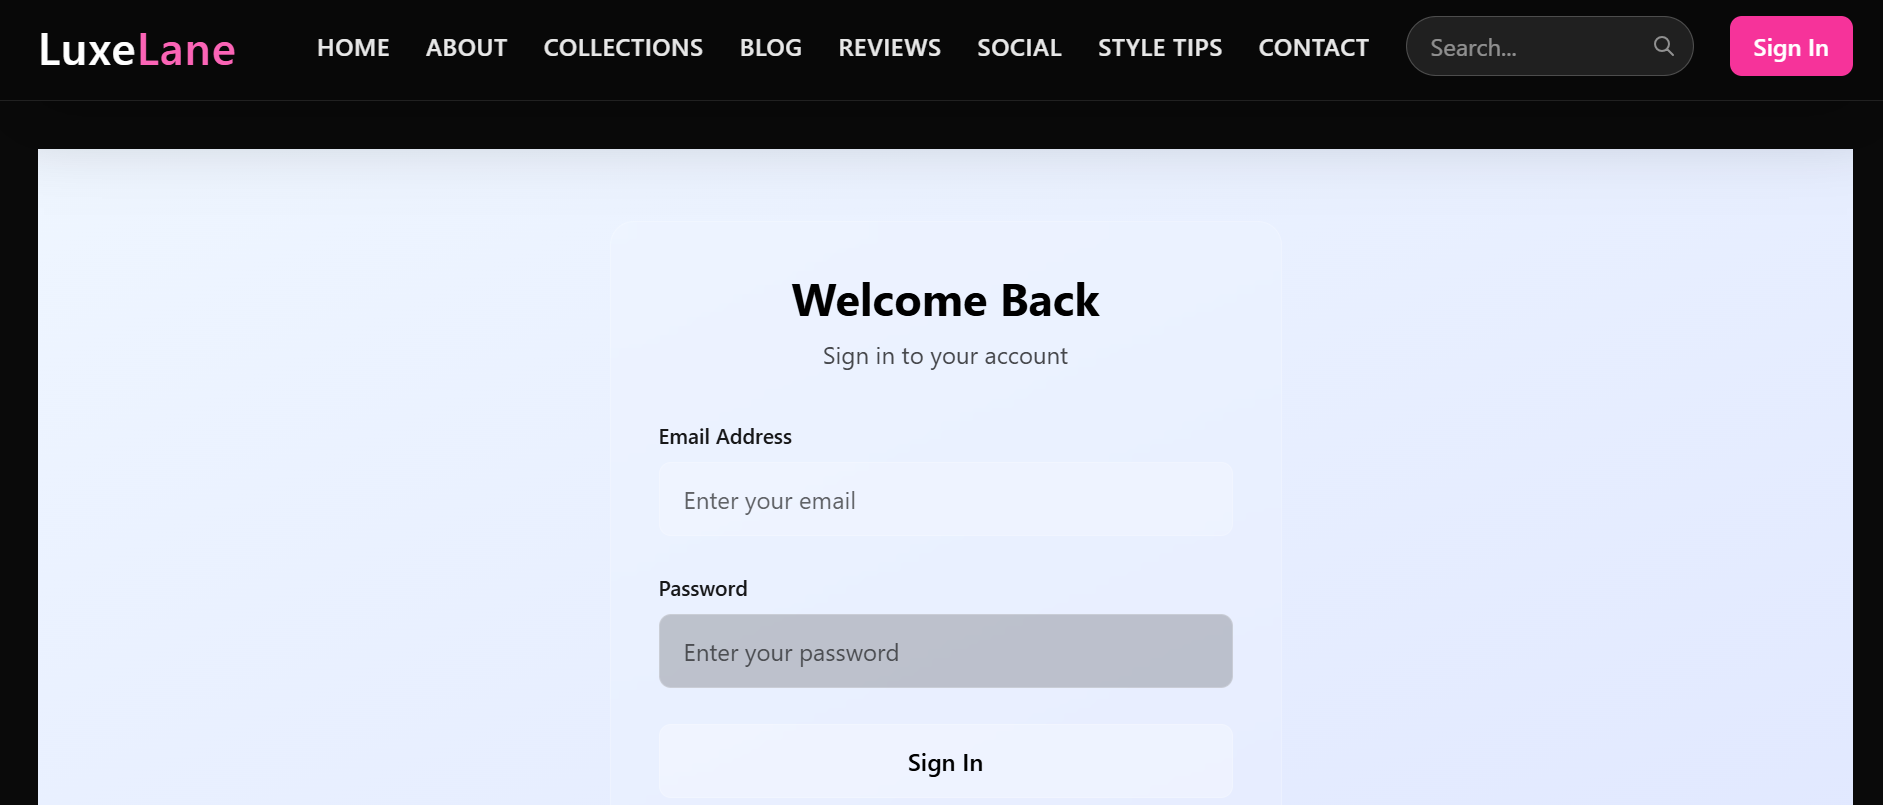 LuxeLane HOME ABOUT COLLECTIONS BLOG REVIEWS SOCIAL STYLE TIPS CONTACT Search... Sign In
Welcome Back
Sign in to your account
Email Address
Enter your email
Password
Enter your password
Sign In